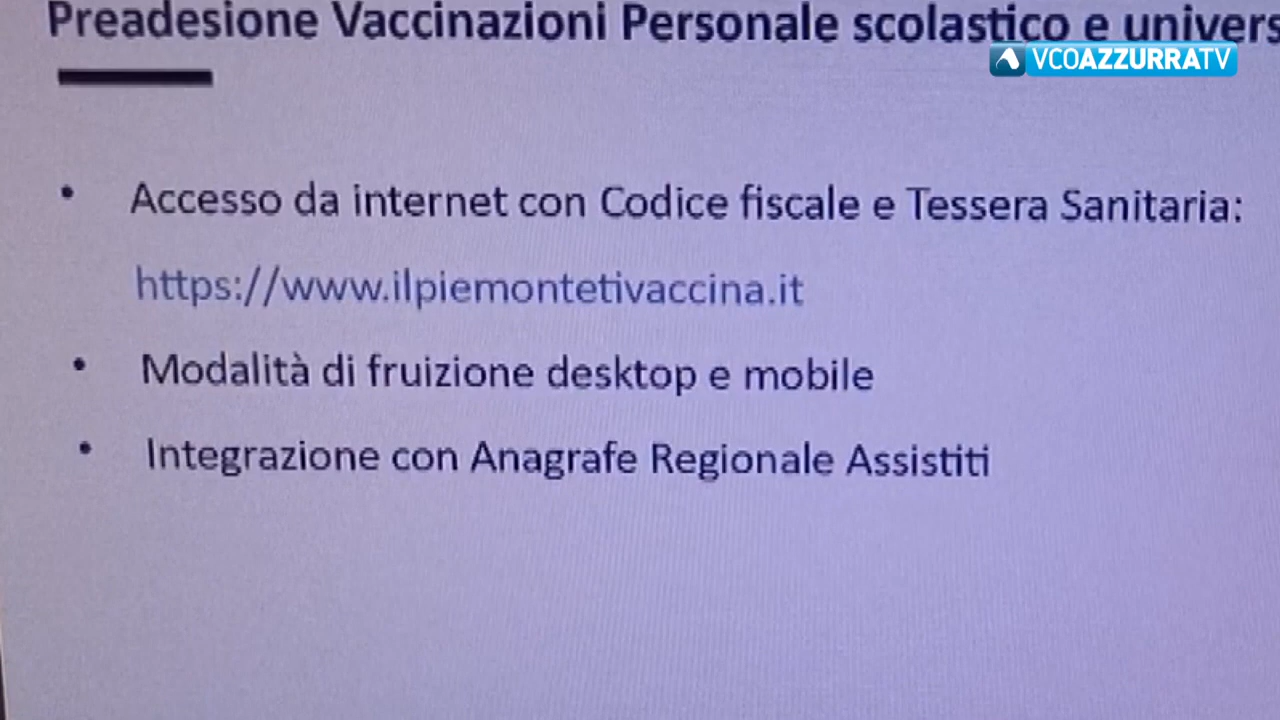 Preadesione Vaccinazioni Personale scolastico e univers
VCOAZZURRATV
• Accesso da internet con Codice fiscale e Tessera Sanitaria:
https://www.ilpiemontetivaccina.it
• Modalità di fruizione desktop e mobile
• Integrazione con Anagrafe Regionale Assistiti